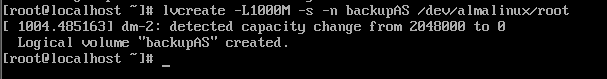 [root@localhost ~]# lvcreate -L1000M -s -n backupAS /dev/almalinux/root
[ 1004.485163] dm-2: detected capacity change from 2048000 to 0
  Logical volume "backupAS" created.
[root@localhost ~]# _